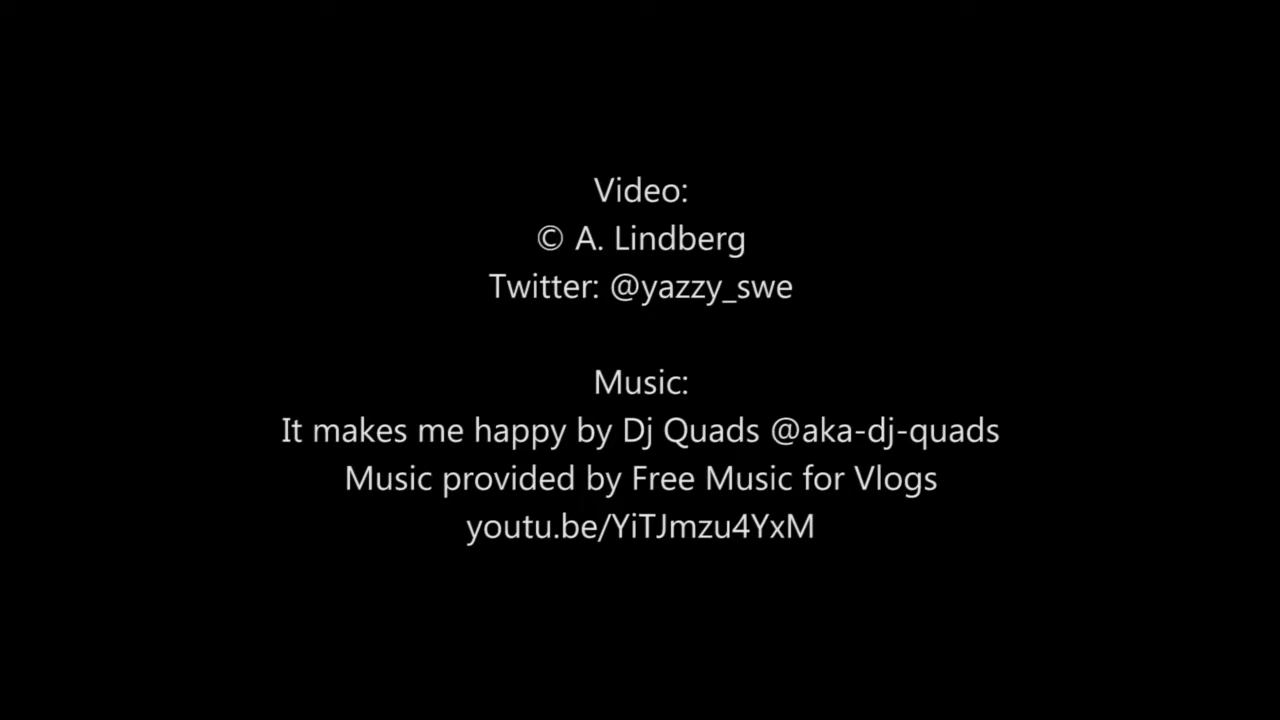 Video:
© A. Lindberg
Twitter: @yazzy_swe
Music:
It makes me happy by Dj Quads @aka-dj-quads
Music provided by Free Music for Vlogs
youtu.be/YiTJmzu4YxM